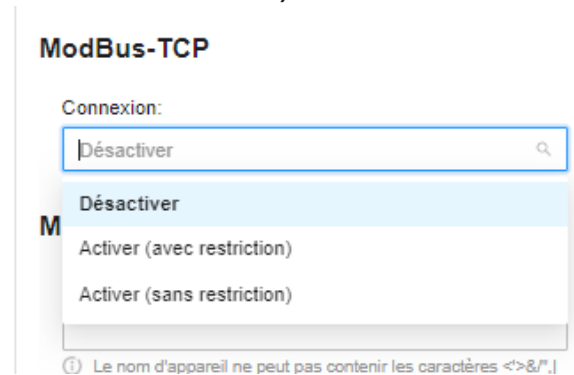 ModBus-TCP
Connexion:
Désactiver
Désactiver
M
Activer (avec restriction)
Activer (sans restriction)
Le nom d'appareil ne peut pas contenir les caractères <'>&/",|